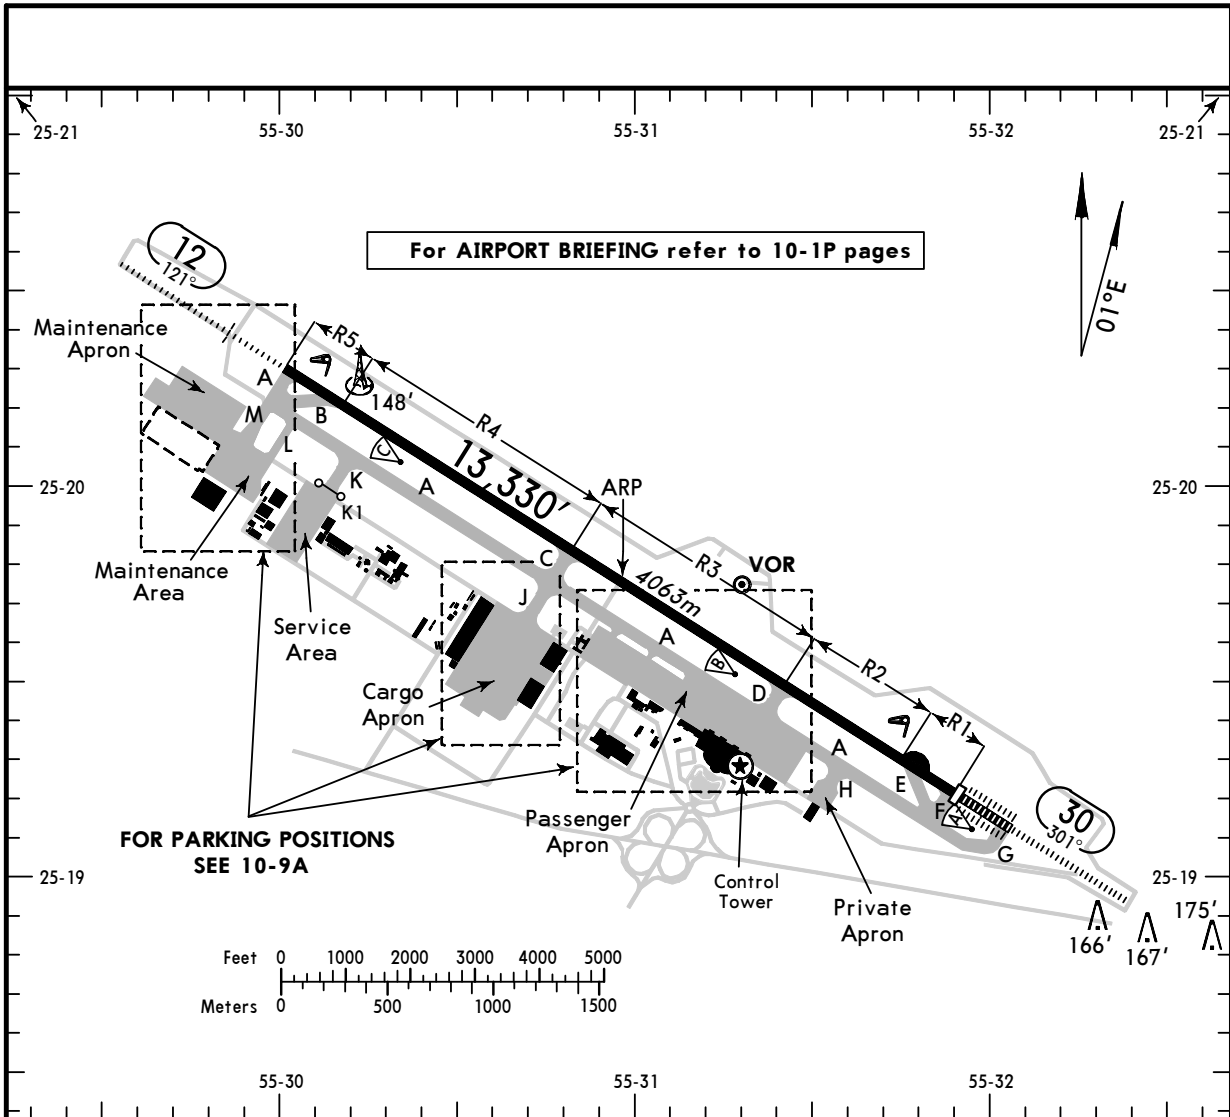 55-30
55-31
55-32
25-21
25-21
For AIRPORT BRIEFING refer to 10-1P pages
12
121°
01°E
Maintenance
Apron
R5
A
148'
M
B
L
R4
C
13,330'
K
A
K1
25-20
ARP
25-20
C
R3
VOR
Maintenance
Area
J
4063m
Service
Area
A
B
R2
D
Cargo
Apron
R1
A
E
H
F
A
30
301°
G
Passenger
Apron
FOR PARKING POSITIONS
SEE 10-9A
25-19
Control
Tower
25-19
Private
Apron
175'
166'
167'
Feet 0 1000 2000 3000 4000 5000
Meters 0 500 1000 1500
55-30
55-31
55-32